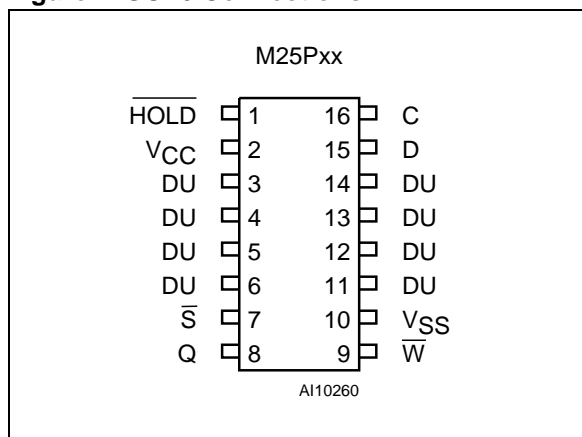 M25Pxx
HOLD 1 16 C
VCC 2 15 D
DU 3 14 DU
DU 4 13 DU
DU 5 12 DU
DU 6 11 DU
S 7 10 VSS
Q 8 9 W
AI10260